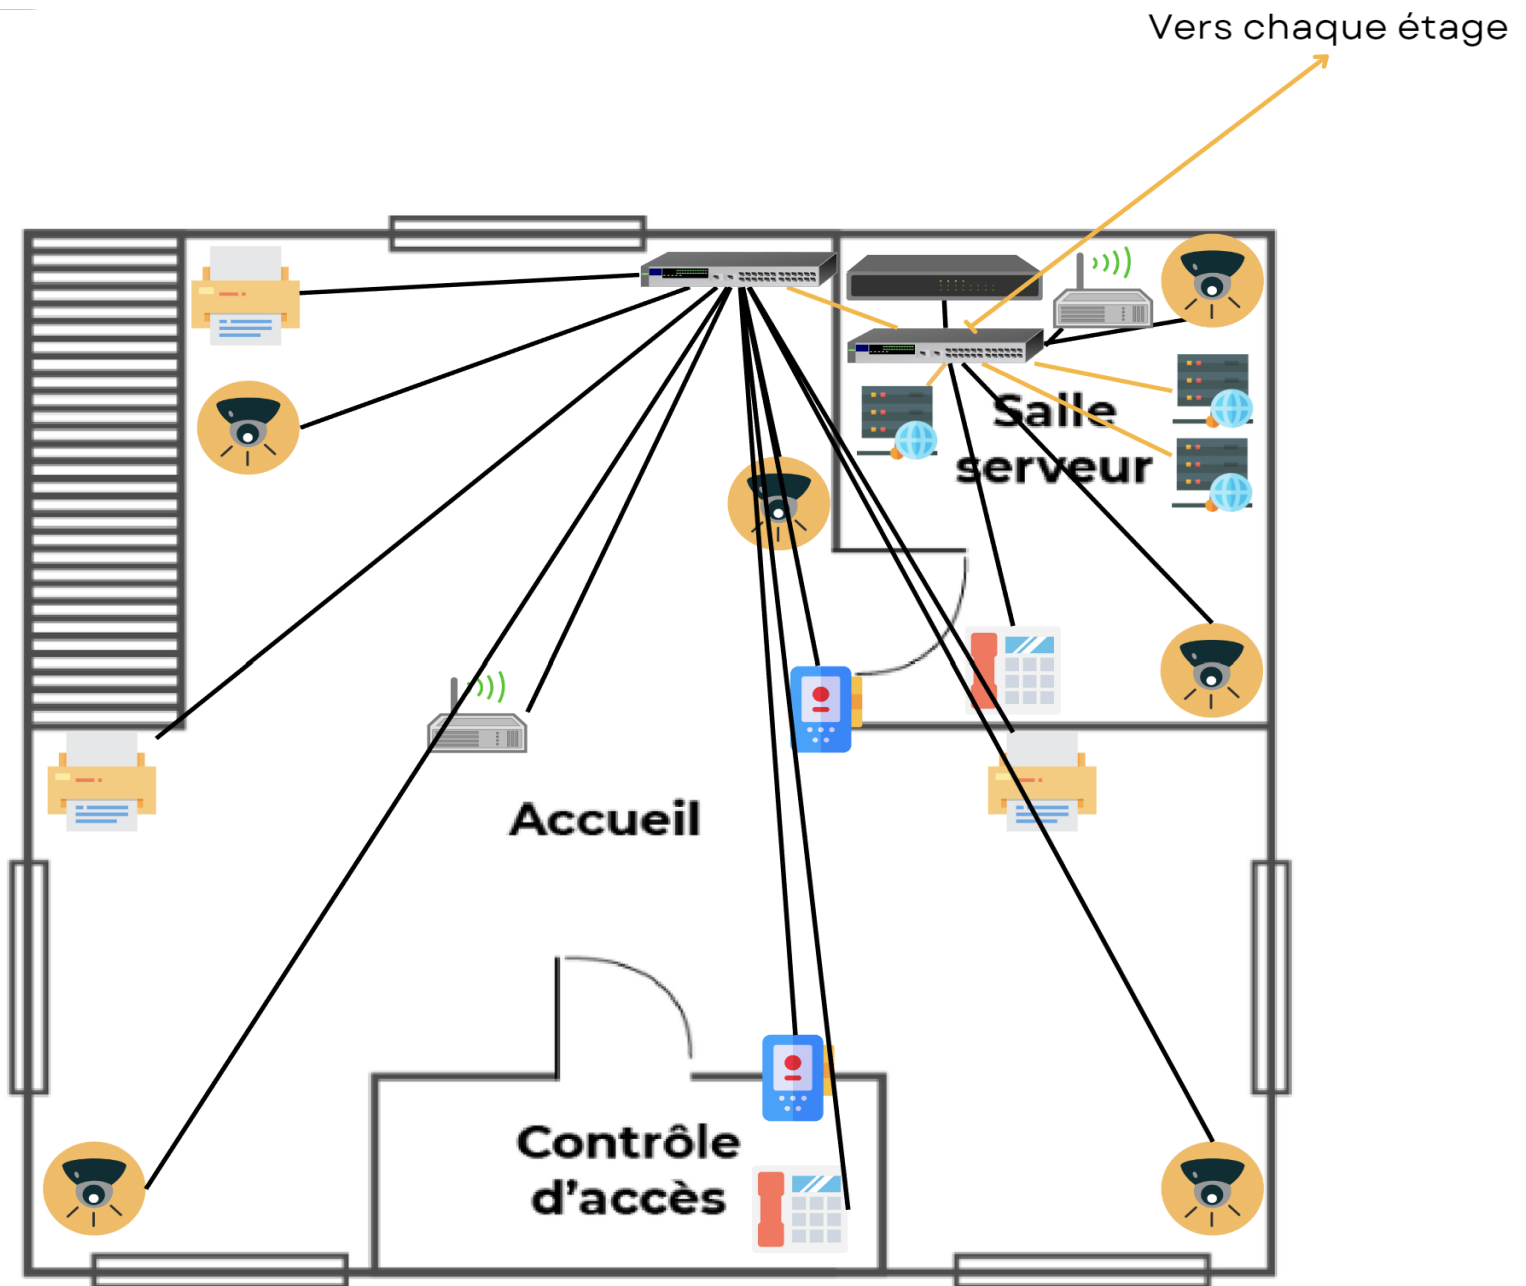 Vers chaque étage
Salle
serveur
Accueil
Contrôle
d'accès